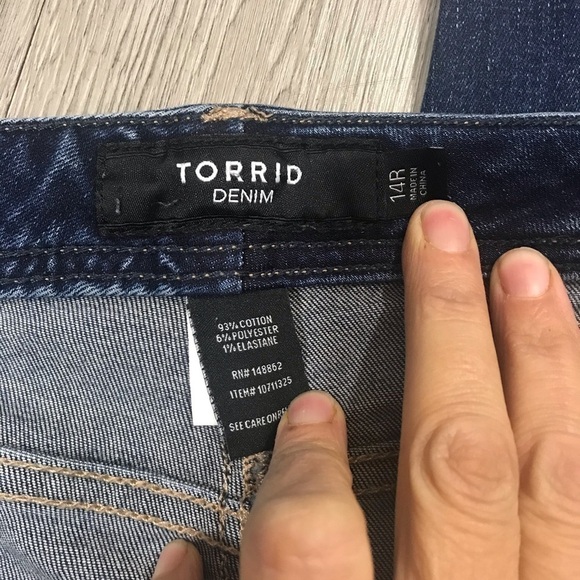 TORRID
DENIM
14R
MADE IN
CHINA
93% COTTON
6% POLYESTER
1% ELASTANE
RN# 148862
ITEM# 10711325
SEE CARE ON